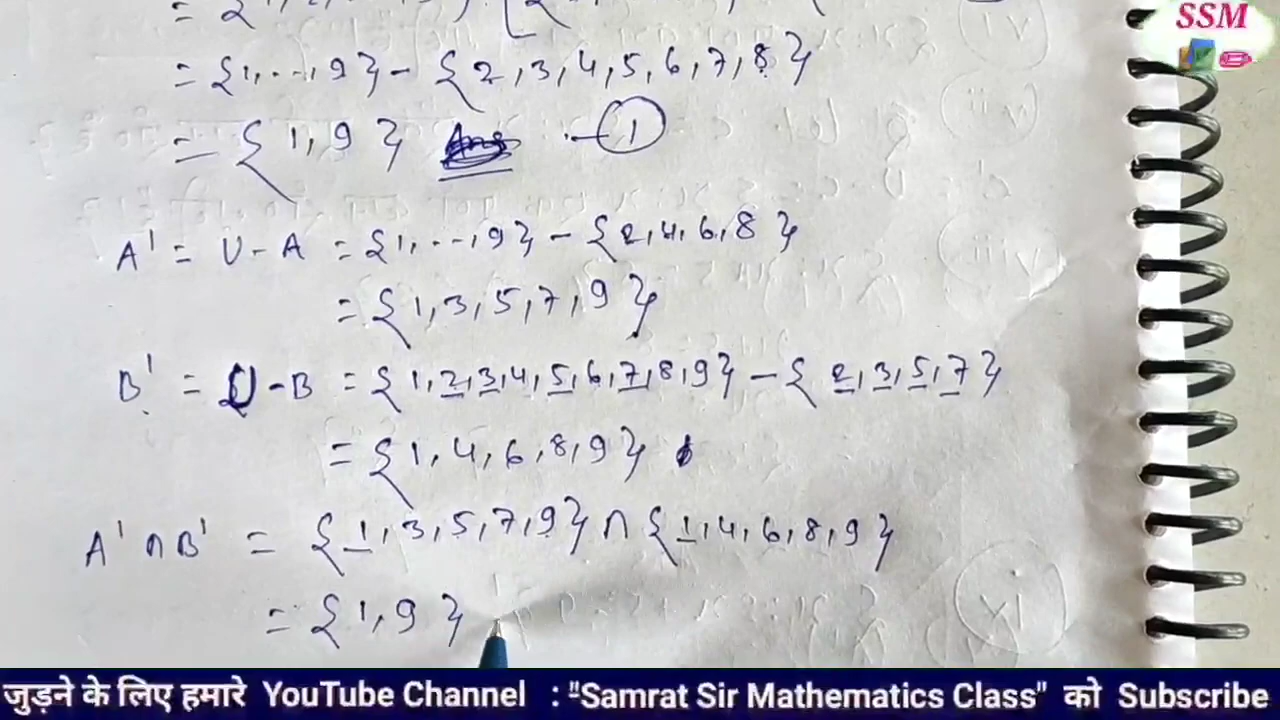 SSM
= {1,..,9} - {2,3,4,5,6,7,8}
= {1,9} - 1
A' = U - A = {1,..,9} - {2,4,6,8}
= {1,3,5,7,9}
B' = U - B = {1,2,3,4,5,6,7,8,9} - {2,3,5,7}
= {1,4,6,8,9}
A' ∩ B' = {1,3,5,7,9} ∩ {1,4,6,8,9}
= {1,9}
जुड़ने के लिए हमारे YouTube Channel : "Samrat Sir Mathematics Class" को Subscribe